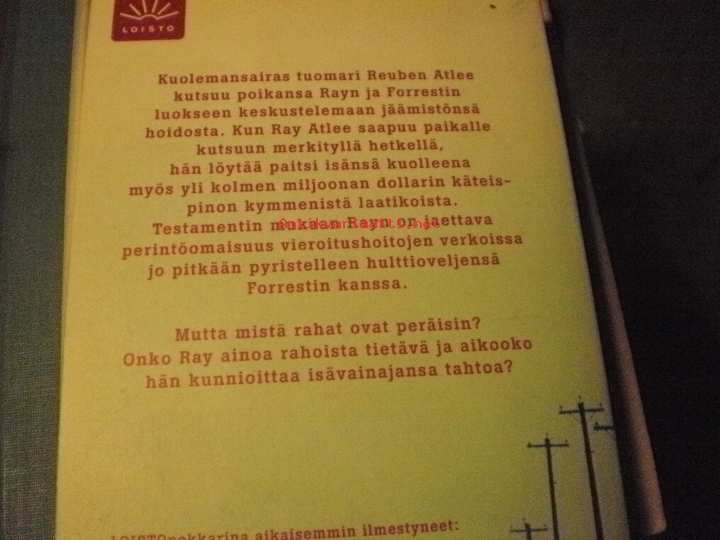 LOISTO
Kuolemansairas tuomari Reuben Atlee
kutsuu poikansa Rayn ja Forrestin
luokseen keskustelemaan jäämistönsä
hoidosta. Kun Ray Atlee saapuu paikalle
kutsuun merkityllä hetkellä,
hän löytää paitsi isänsä kuolleena
myös yli kolmen miljoonan dollarin käteis-
pinon kymmenistä laatikoista.
Testamentin mukaan Rayn on jaettava
perintöomaisuus vieroitushoitojen verkoissa
jo pitkään pyristelleen hulttioveljensä
Forrestin kanssa.
Mutta mistä rahat ovat peräisin?
Onko Ray ainoa rahoista tietävä ja aikooko
hän kunnioittaa isävainajansa tahtoa?
LOISTOpokkarina aikaisemmin ilmestyneet: